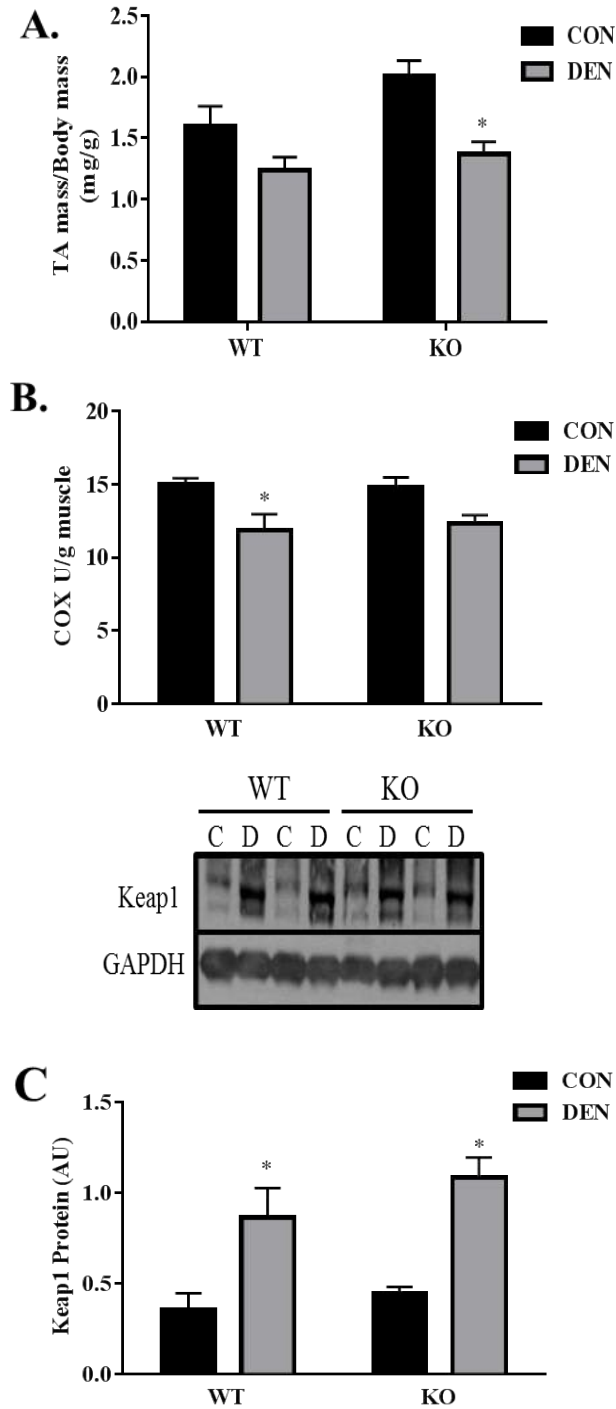 A.
CON
DEN
TA mass/Body mass
(mg/g)
2.5
2.0
1.5
1.0
0.5
0.0
*
WT
KO
B.
CON
DEN
COX U/g muscle
20
15
10
5
0
*
WT
KO
WT KO
C D C D C D C D
Keap1
GAPDH
C
CON
DEN
Keap1 Protein (AU)
1.5
1.0
0.5
0.0
*
*
WT
KO